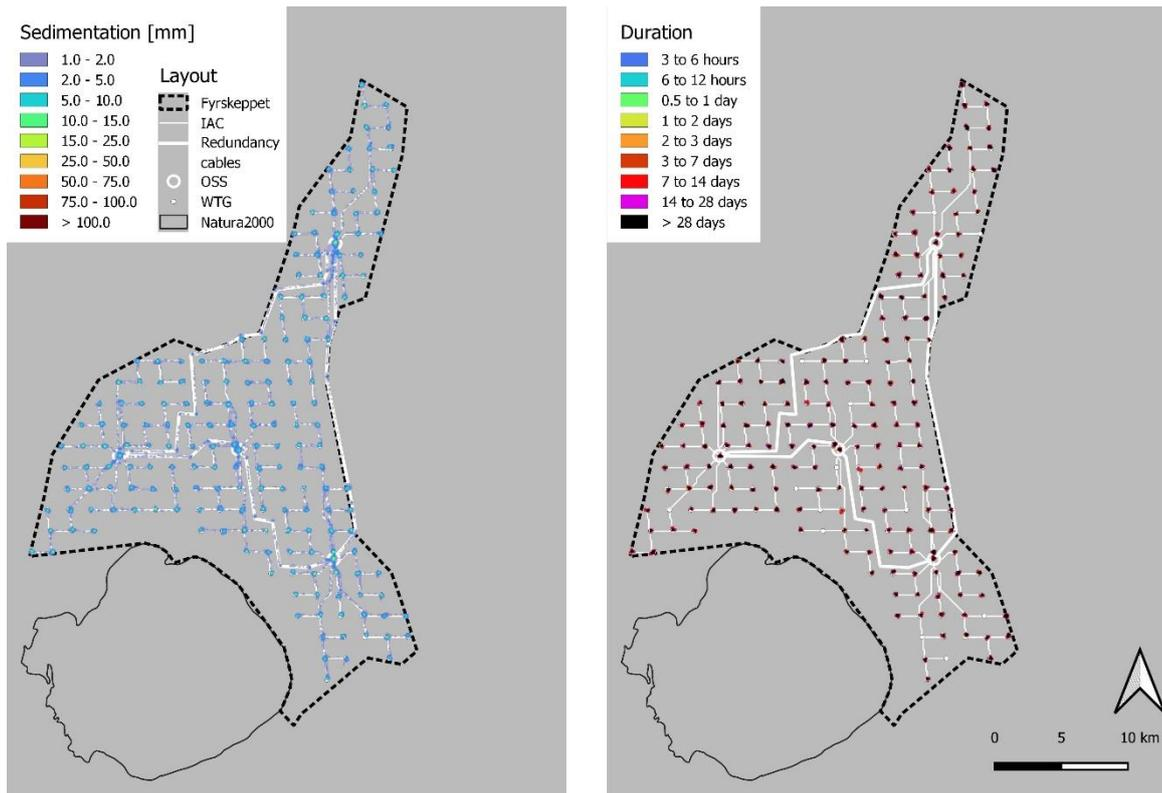 Sedimentation [mm]
1.0 - 2.0
2.0 - 5.0
5.0 - 10.0
10.0 - 15.0
15.0 - 25.0
25.0 - 50.0
50.0 - 75.0
75.0 - 100.0
> 100.0
Layout
Fyrskeppet
IAC
Redundancy
cables
OSS
WTG
Natura2000
Duration
3 to 6 hours
6 to 12 hours
0.5 to 1 day
1 to 2 days
2 to 3 days
3 to 7 days
7 to 14 days
14 to 28 days
> 28 days
0 5 10 km